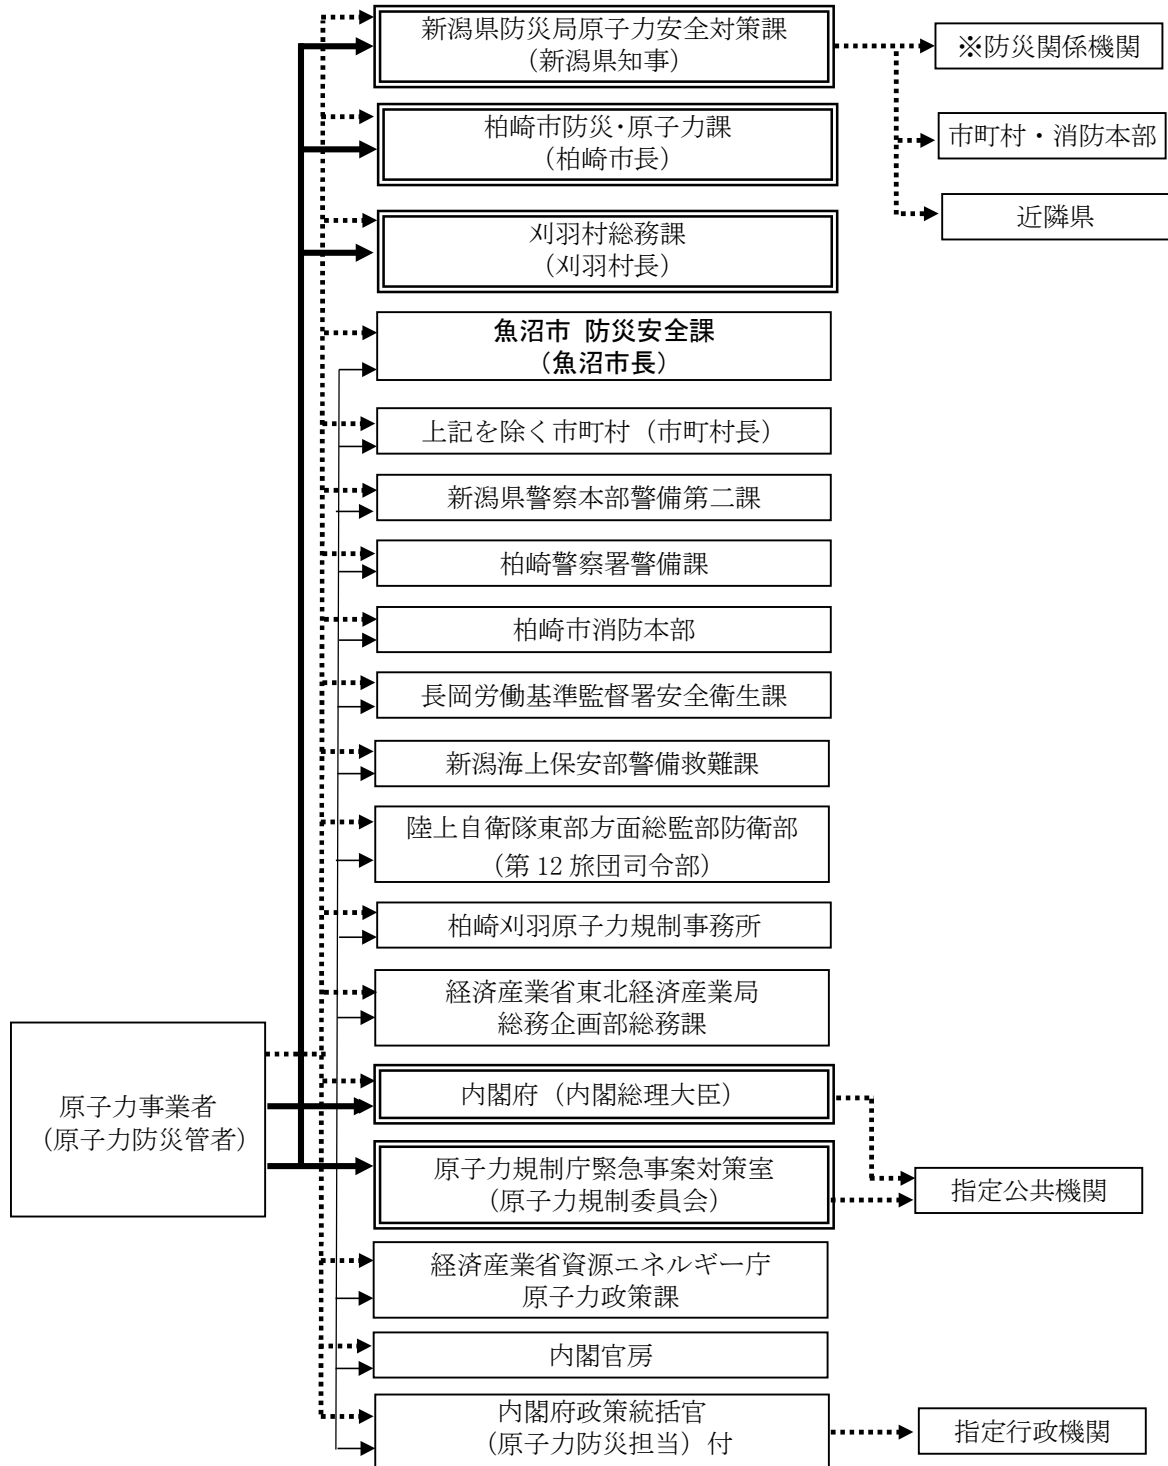 新潟県防災局原子力安全対策課
（新潟県知事）
※防災関係機関
柏崎市防災・原子力課
（柏崎市長）
市町村・消防本部
近隣県
刈羽村総務課
（刈羽村長）
魚沼市 防災安全課
（魚沼市長）
上記を除く市町村（市町村長）
新潟県警察本部警備第二課
柏崎警察署警備課
柏崎市消防本部
長岡労働基準監督署安全衛生課
新潟海上保安部警備救難課
陸上自衛隊東部方面総監部防衛部
（第 12 旅団司令部）
柏崎刈羽原子力規制事務所
経済産業省東北経済産業局
総務企画部総務課
原子力事業者
（原子力防災管者）
内閣府（内閣総理大臣）
原子力規制庁緊急事案対策室
（原子力規制委員会）
指定公共機関
経済産業省資源エネルギー庁
原子力政策課
内閣官房
内閣府政策統括官
（原子力防災担当）付
指定行政機関